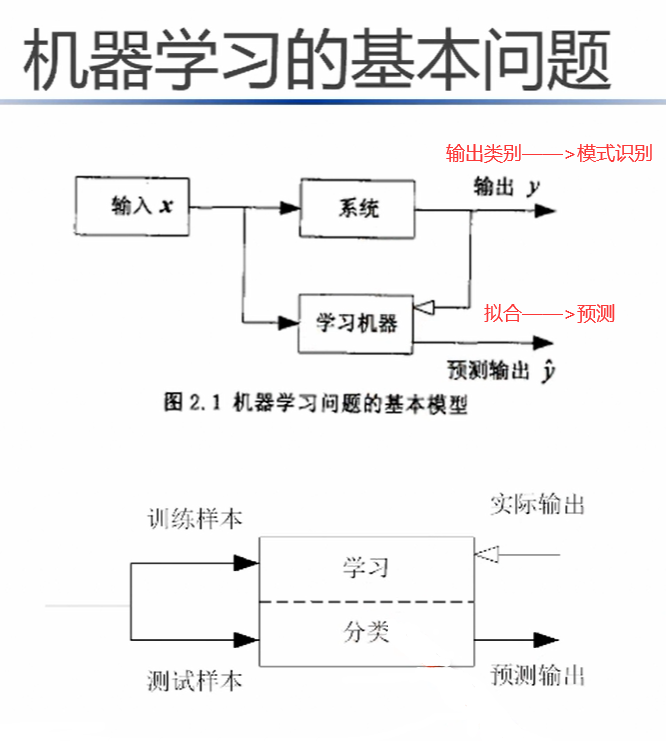 机器学习的基本问题
输出类别——>模式识别
输入 x
系统
输出 y
学习机器
拟合——>预测
预测输出 ŷ
图 2.1 机器学习问题的基本模型
训练样本
实际输出
学习
分类
测试样本
预测输出